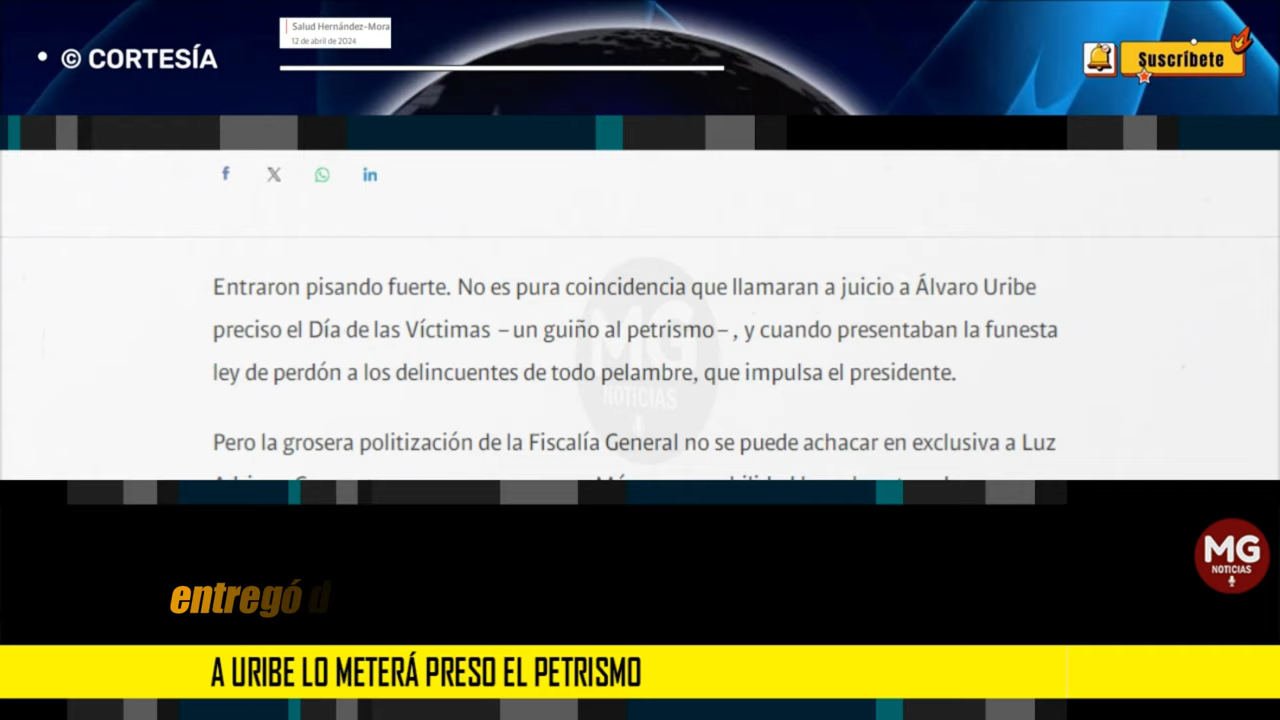 Salud Hernández-Mora
12 de abril de 2024
• © CORTESÍA
Suscríbete
Entraron pisando fuerte. No es pura coincidencia que llamaran a juicio a Álvaro Uribe
preciso el Día de las Víctimas –un guiño al petrismo–, y cuando presentaban la funesta
ley de perdón a los delincuentes de todo pelambre, que impulsa el presidente.
MG
NOTICIAS
Pero la grosera politización de la Fiscalía General no se puede achacar en exclusiva a Luz
MG
NOTICIAS
entregó d
A URIBE LO METERÁ PRESO EL PETRISMO